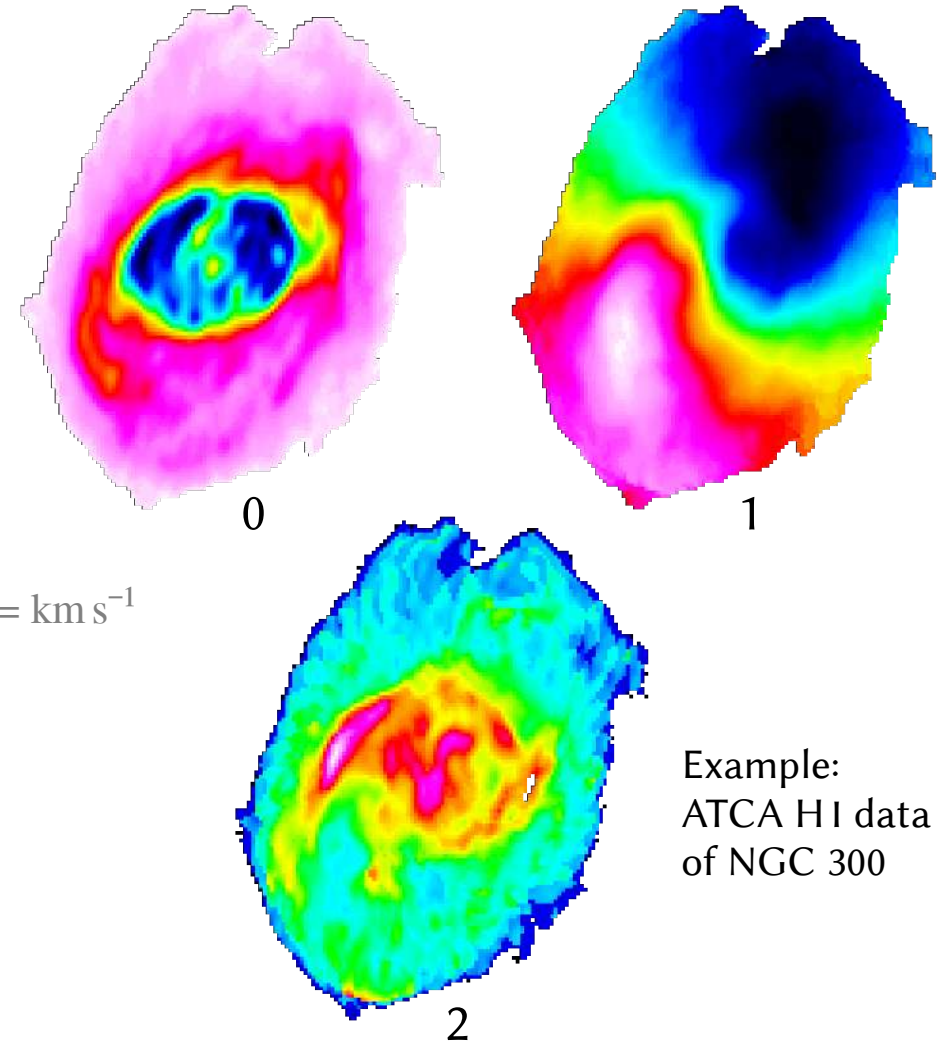 0
1
= km s⁻¹
Example:
ATCA H I data
of NGC 300
2